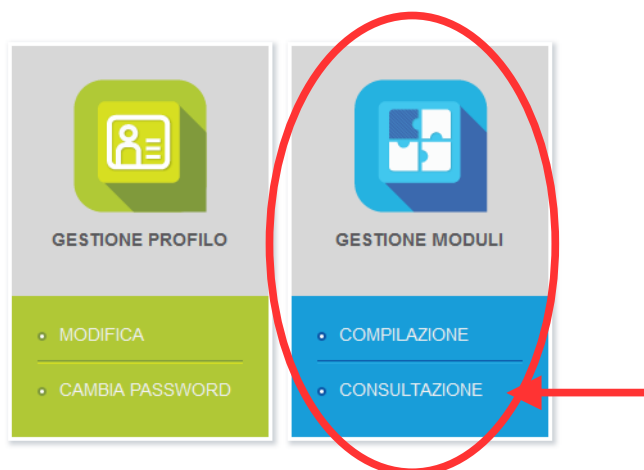 GESTIONE PROFILO
MODIFICA
CAMBIA PASSWORD
GESTIONE MODULI
COMPILAZIONE
CONSULTAZIONE